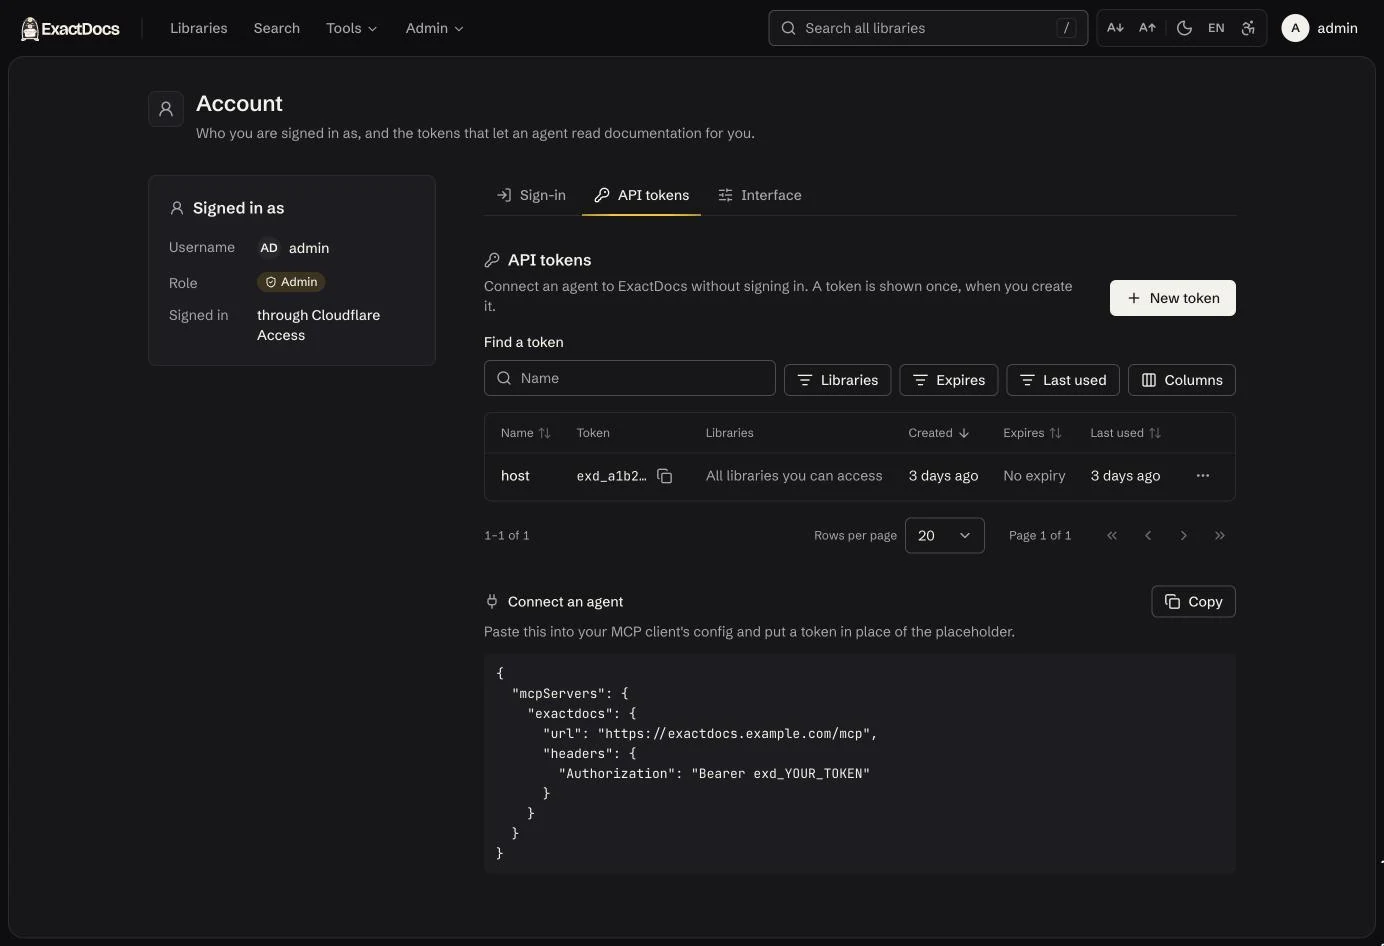 ExactDocs
Libraries
Search
Tools
Admin
Search all libraries
/
A↓
A↑
EN
A
admin
Account
Who you are signed in as, and the tokens that let an agent read documentation for you.
Signed in as
Username
AD
admin
Role
Admin
Signed in
through Cloudflare
Access
Sign-in
API tokens
Interface
API tokens
Connect an agent to ExactDocs without signing in. A token is shown once, when you create
it.
New token
Find a token
Name
Libraries
Expires
Last used
Columns
Name
Token
Libraries
Created
Expires
Last used
host
exd_a1b2…
All libraries you can access
3 days ago
No expiry
3 days ago
1-1 of 1
Rows per page
20
Page 1 of 1
Connect an agent
Copy
Paste this into your MCP client's config and put a token in place of the placeholder.
{
  "mcpServers": {
    "exactdocs": {
      "url": "https://exactdocs.example.com/mcp",
      "headers": {
        "Authorization": "Bearer exd_YOUR_TOKEN"
      }
    }
  }
}